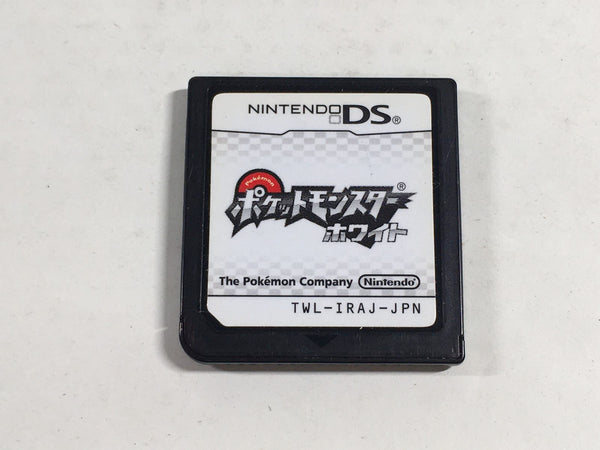 NINTENDO DS®
Pokémon
ポケットモンスター®
ホワイト
The Pokémon Company Nintendo
TWL-IRAJ-JPN